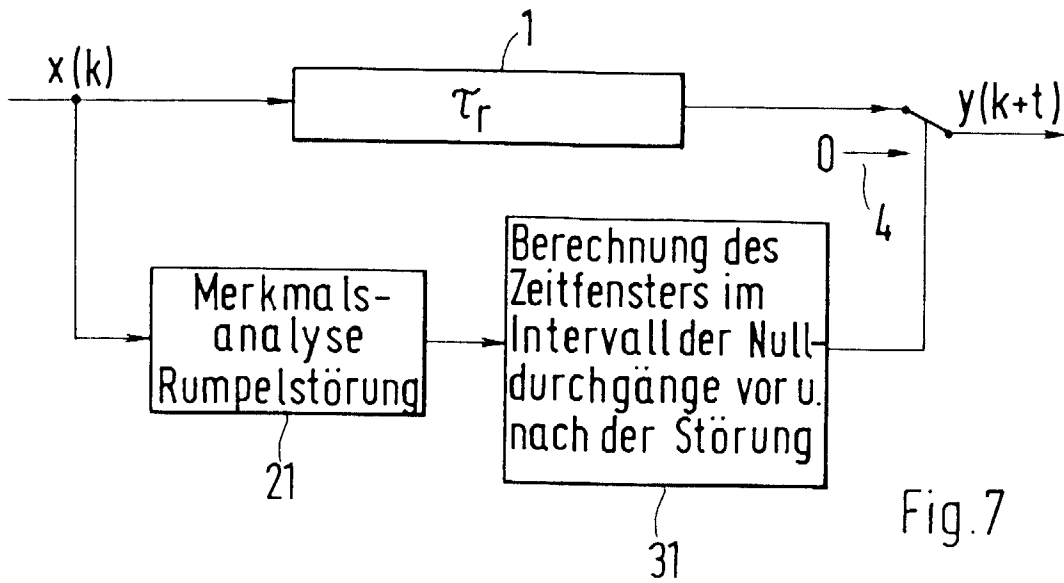 1
x(k)
τr
y(k+t)
0
4
Merkmals-
analyse
Rumpelstörung
21
Berechnung des
Zeitfensters im
Intervall der Null-
durchgänge vor u.
nach der Störung
31
Fig.7